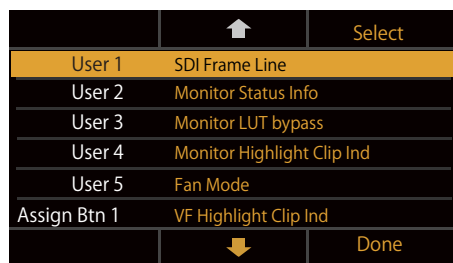 Select
User 1 SDI Frame Line
User 2 Monitor Status Info
User 3 Monitor LUT bypass
User 4 Monitor Highlight Clip Ind
User 5 Fan Mode
Assign Btn 1 VF Highlight Clip Ind
Done